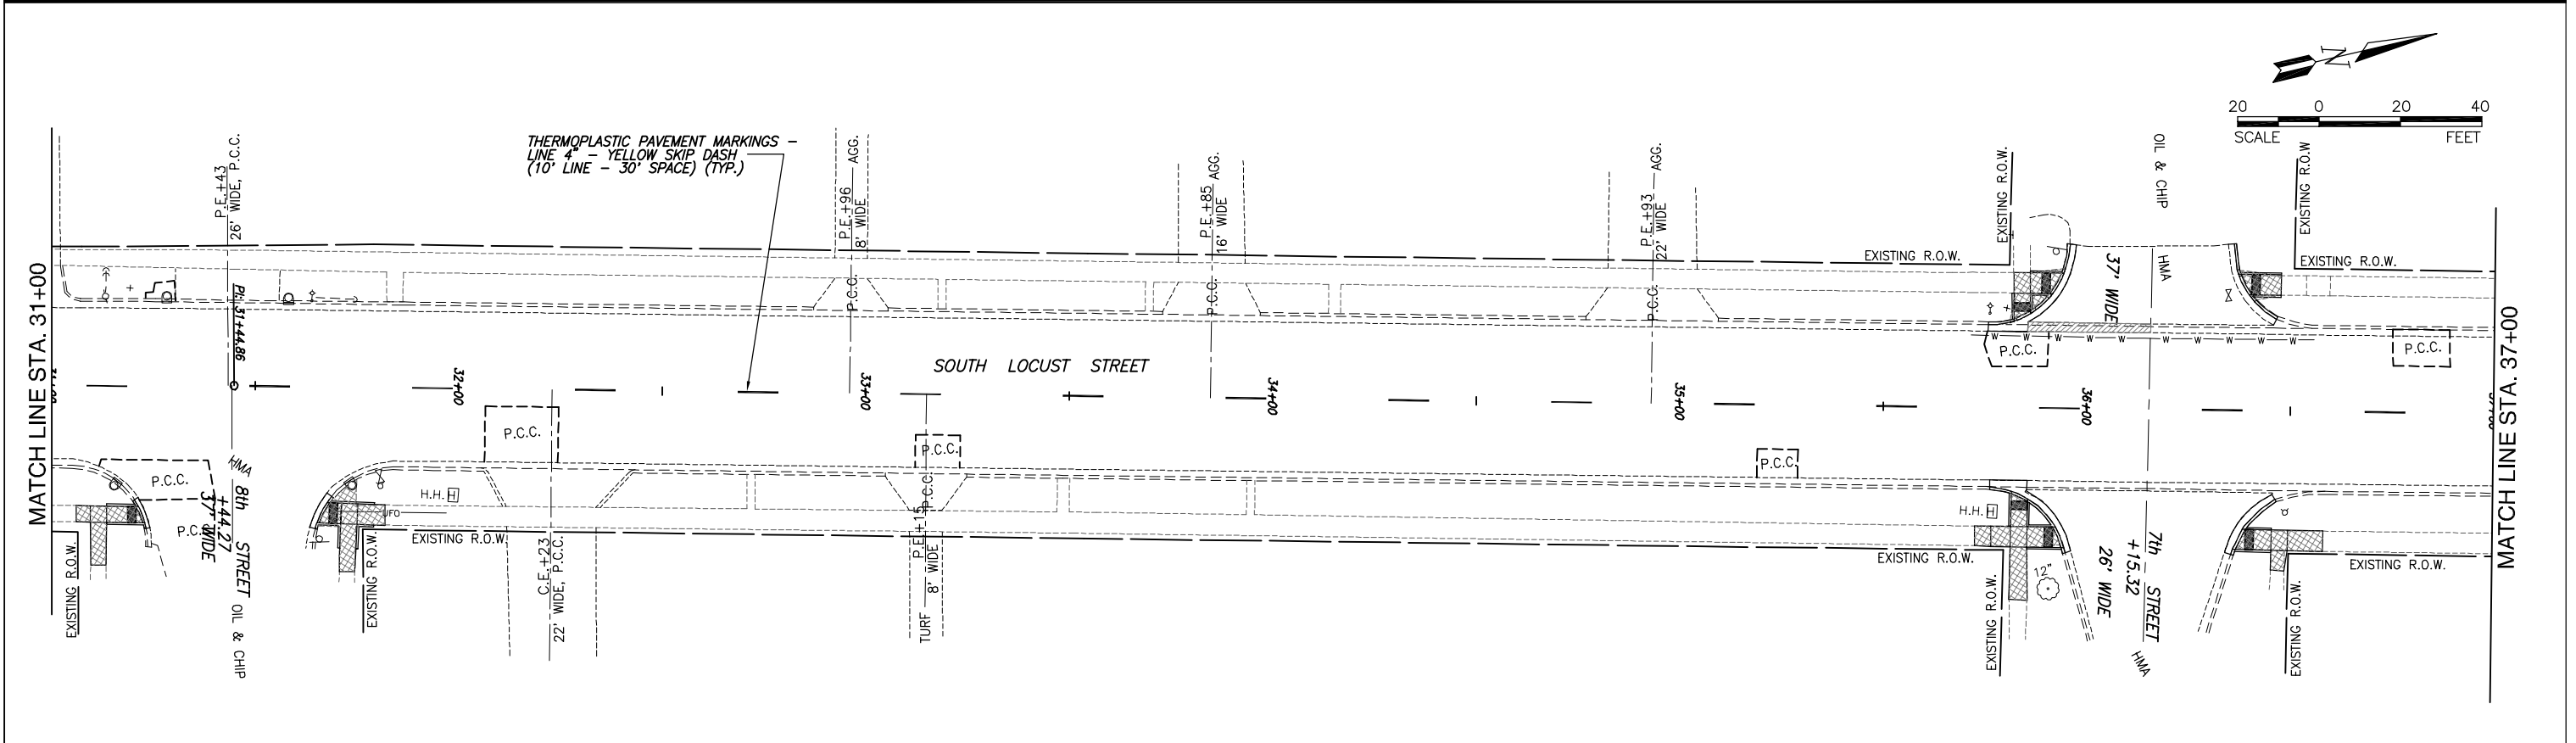 THERMOPLASTIC PAVEMENT MARKINGS –
LINE 4" – YELLOW SKIP DASH
(10' LINE – 30' SPACE) (TYP.)
N
20 0 20 40
SCALE FEET
MATCH LINE STA. 31+00
P.E.+43
26' WIDE, P.C.C.
PI: 31+44.86
P.E.+96 AGG.
8' WIDE
P.C.C.
P.E.+85 AGG.
16' WIDE
P.C.C.
P.E.+93 AGG.
22' WIDE
P.C.C.
EXISTING R.O.W.
EXISTING R.O.W.
OIL & CHIP
HMA
37' WIDE
EXISTING R.O.W
EXISTING R.O.W.
P.C.C.
W W W W W W W W W W
P.C.C.
SOUTH LOCUST STREET
32+00
33+00
34+00
35+00
36+00
MATCH LINE STA. 37+00
P.C.C.
P.C.C.
P.C.C.
P.C.C.
HMA
8th STREET
+44.27
37' WIDE
OIL & CHIP
EXISTING R.O.W.
EXISTING R.O.W.
EXISTING R.O.W.
H.H. H
UFO
C.E.+23
22' WIDE, P.C.C.
P.E.+15
P.C.C.
TURF 8' WIDE
H.H. H
EXISTING R.O.W.
EXISTING R.O.W.
12"
7th STREET
+15.32
26' WIDE
HMA
EXISTING R.O.W.
EXISTING R.O.W.